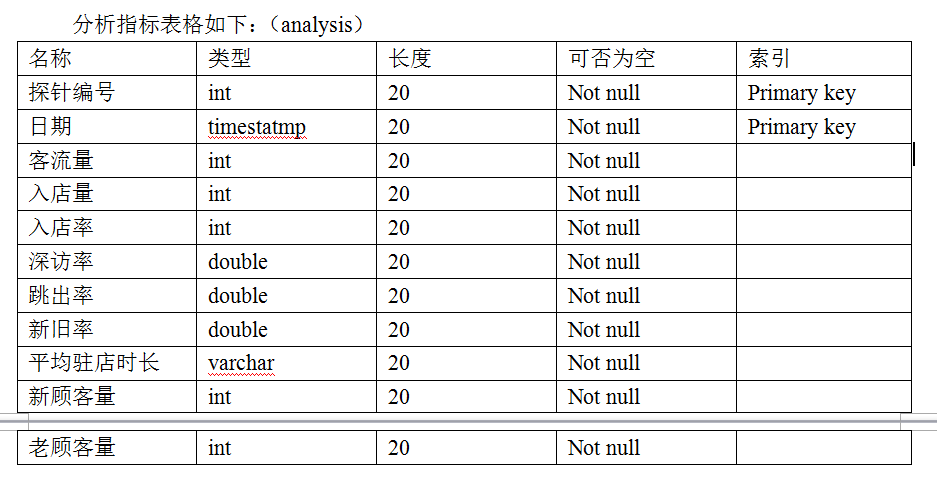 分析指标表格如下：（analysis）
名称 类型 长度 可否为空 索引
探针编号 int 20 Not null Primary key
日期 timestatmp 20 Not null Primary key
客流量 int 20 Not null
入店量 int 20 Not null
入店率 int 20 Not null
深访率 double 20 Not null
跳出率 double 20 Not null
新旧率 double 20 Not null
平均驻店时长 varchar 20 Not null
新顾客量 int 20 Not null
老顾客量 int 20 Not null